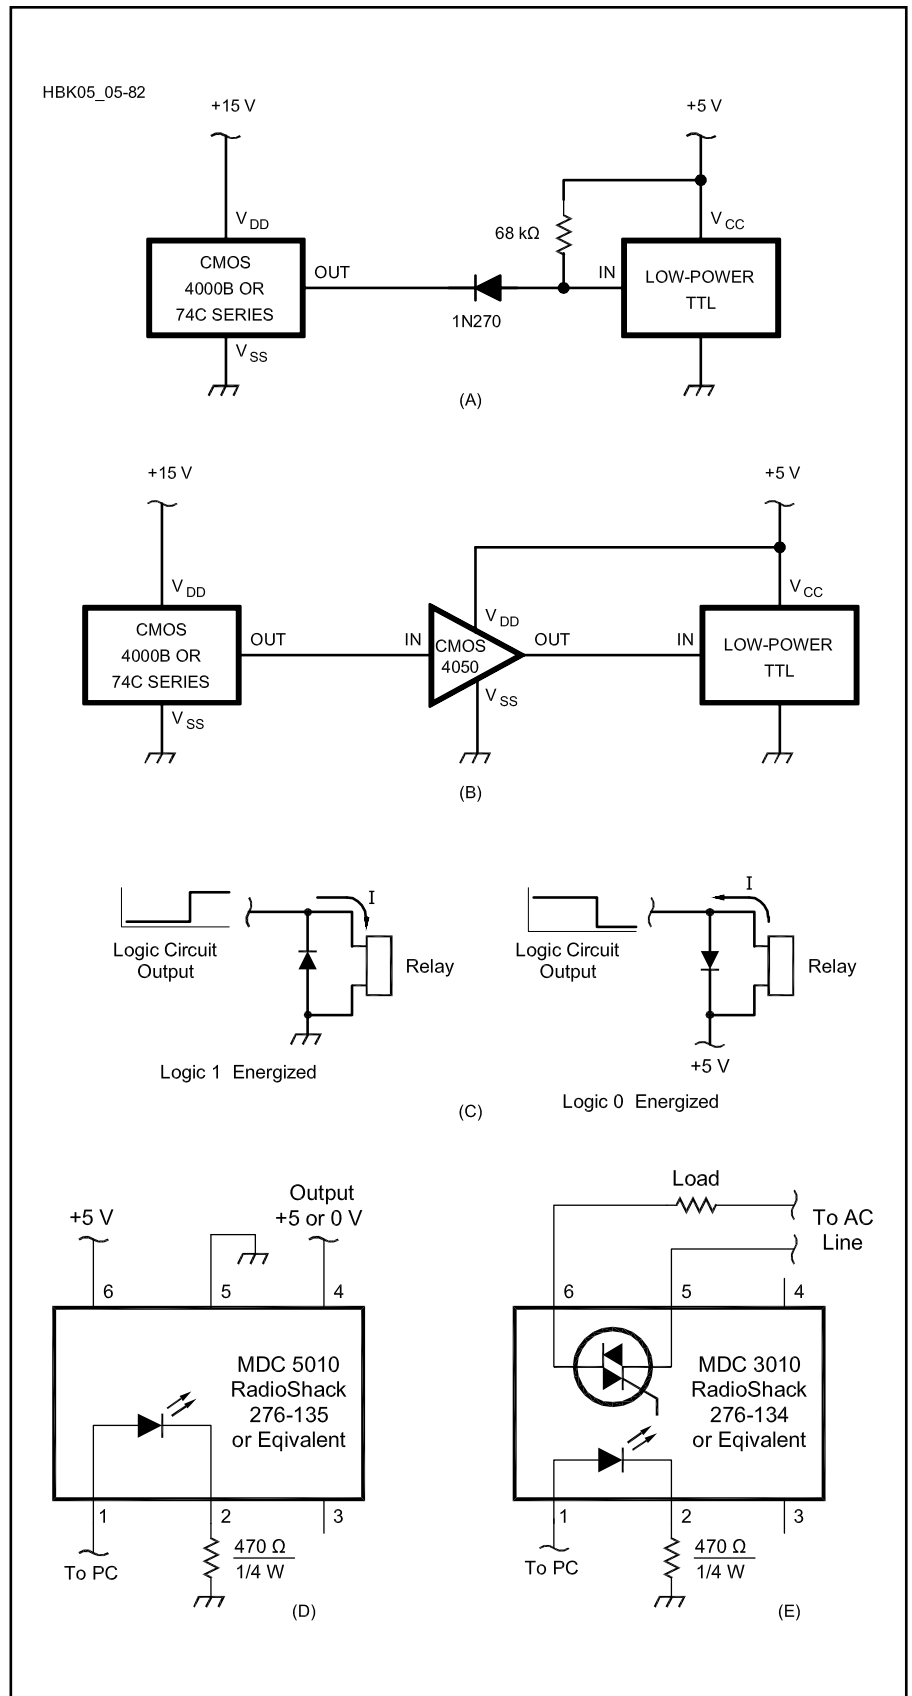 HBK05_05-82
+15 V
+5 V
V DD
V CC
68 kΩ
CMOS
4000B OR
74C SERIES
OUT
IN
LOW-POWER
TTL
1N270
V SS
(A)
+15 V
+5 V
V DD
V CC
CMOS
4000B OR
74C SERIES
OUT
IN
V DD
CMOS
4050
OUT
IN
LOW-POWER
TTL
V SS
V SS
(B)
I
Logic Circuit
Output
Relay
Logic 1 Energized
I
Logic Circuit
Output
Relay
+5 V
Logic 0 Energized
(C)
+5 V
Output
+5 or 0 V
6
5
4
MDC 5010
RadioShack
276-135
or Eqivalent
1
2
3
To PC
470 Ω
1/4 W
(D)
Load
To AC
Line
6
5
4
MDC 3010
RadioShack
276-134
or Eqivalent
1
2
3
To PC
470 Ω
1/4 W
(E)